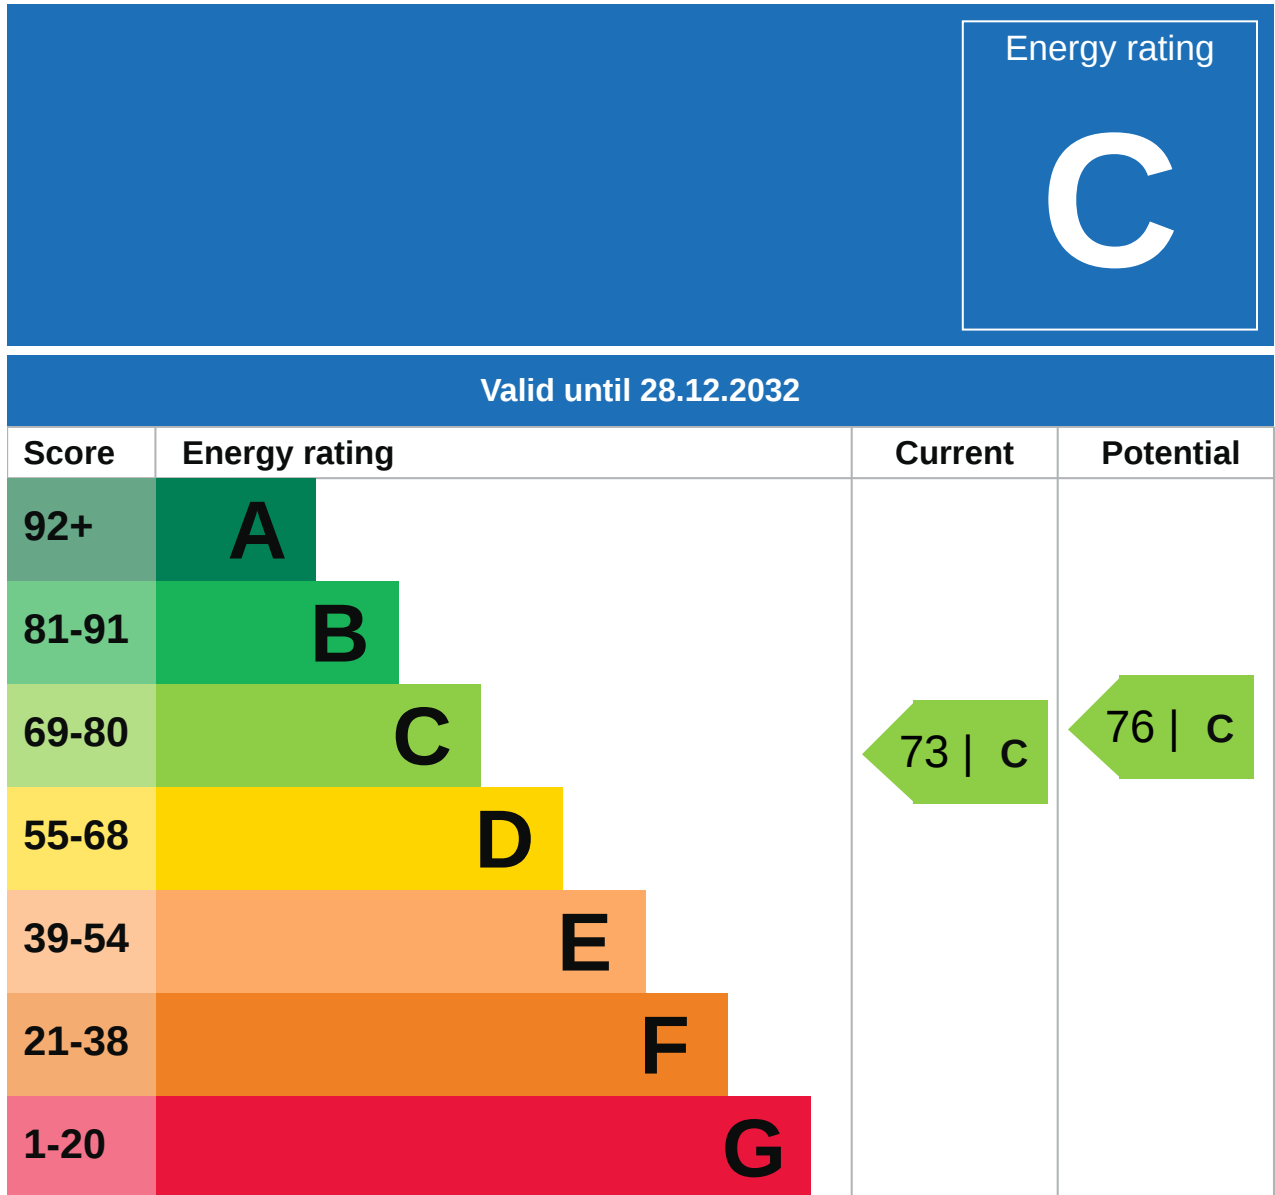 Energy rating
C
Valid until 28.12.2032
Score Energy rating Current Potential
92+ A
81-91 B
69-80 C 73 | C 76 | C
55-68 D
39-54 E
21-38 F
1-20 G